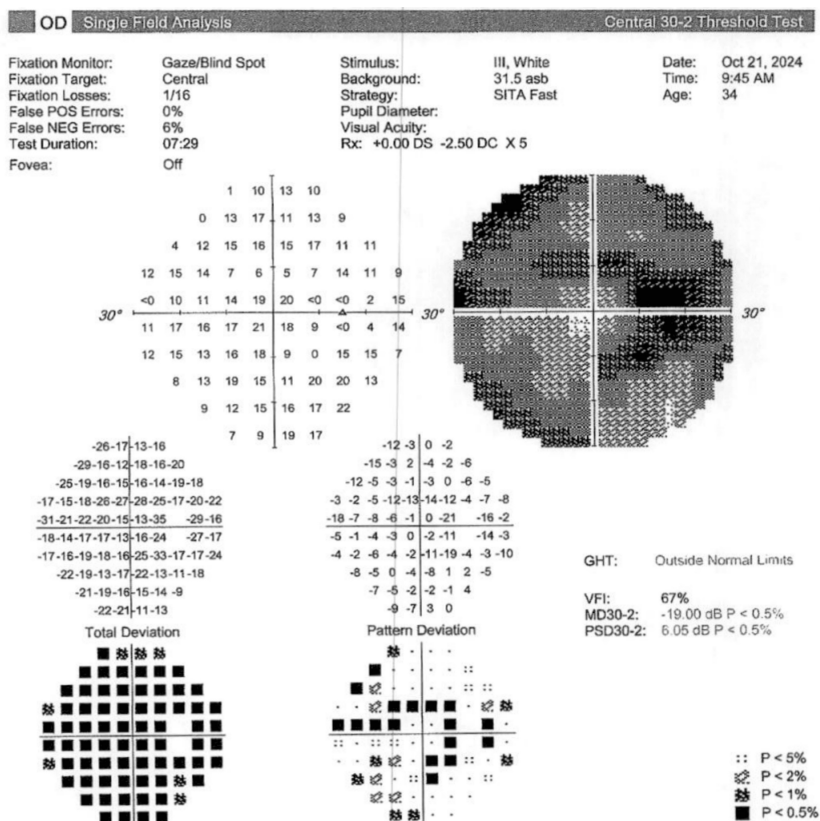 OD Single Field Analysis Central 30-2 Threshold Test
Fixation Monitor: Gaze/Blind Spot Stimulus: III, White Date: Oct 21, 2024
Fixation Target: Central Background: 31.5 asb Time: 9:45 AM
Fixation Losses: 1/16 Strategy: SITA Fast Age: 34
False POS Errors: 0% Pupil Diameter:
False NEG Errors: 6% Visual Acuity:
Test Duration: 07:29 Rx: +0.00 DS -2.50 DC X 5
Fovea: Off
1 10 13 10
0 13 17 11 13 9
4 12 15 16 15 17 11 11
12 15 14 7 6 5 7 14 11 9
<0 10 11 14 19 20 <0 <0 2 15
30° 30° 30°
11 17 16 17 21 18 9 <0 4 14
12 15 13 16 18 9 0 15 15 7
8 13 19 15 11 20 20 13
9 12 15 16 17 22
7 9 19 17
-26 -17 -13 -16 -12 -3 0 -2
-29 -16 -12 -18 -16 -20 -15 -3 2 -4 -2 -6
-25 -19 -16 -15 -16 -14 -19 -18 -12 -5 -3 -1 -3 0 -6 -5
-17 -15 -18 -26 -27 -28 -25 -17 -20 -22 -3 -2 -5 -12 -13 -14 -12 -4 -7 -8
-31 -21 -22 -20 -15 -13 -35 -29 -16 -18 -7 -8 -6 -1 0 -21 -16 -2
-18 -14 -17 -17 -13 -16 -24 -27 -17 -5 -1 -4 -3 0 -2 -11 -14 -3
-17 -16 -19 -18 -16 -25 -33 -17 -17 -24 -4 -2 -6 -4 -2 -11 -19 -4 -3 -10
-22 -19 -13 -17 -22 -13 -11 -18 -8 -5 0 -4 -8 1 2 -5
-21 -19 -16 -15 -14 -9 -7 -5 -2 -2 -1 4
-22 -21 -11 -13 -9 -7 3 0
GHT: Outside Normal Limits
VFI: 67%
MD30-2: -19.00 dB P < 0.5%
PSD30-2: 6.05 dB P < 0.5%
Total Deviation Pattern Deviation
P < 5%
P < 2%
P < 1%
P < 0.5%